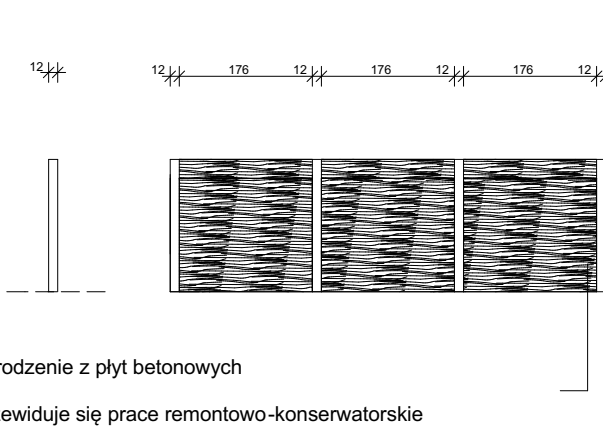 12 12 176 12 176 12 176 12
rodzenie z płyt betonowych
ewiduje się prace remontowo-konserwatorskie